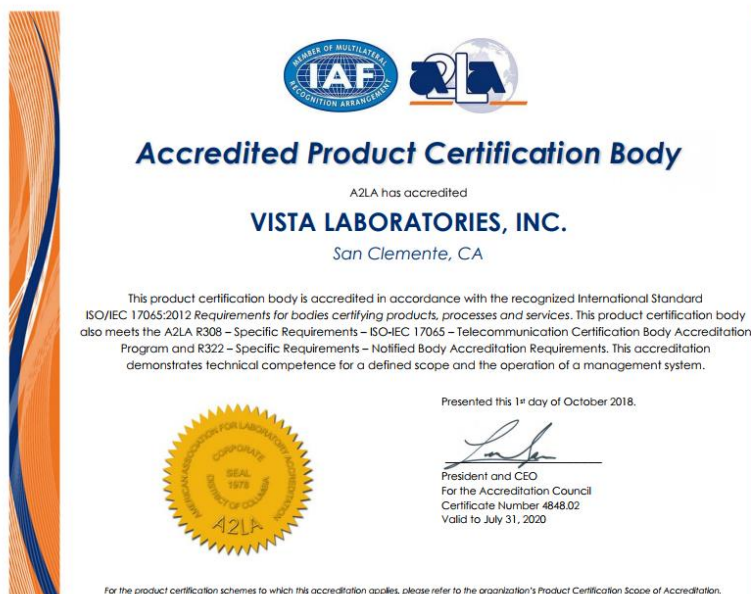 MEMBER OF MULTILATERAL
IAF
RECOGNITION ARRANGEMENT
A2LA
Accredited Product Certification Body
A2LA has accredited
VISTA LABORATORIES, INC.
San Clemente, CA
This product certification body is accredited in accordance with the recognized International Standard
ISO/IEC 17065:2012 Requirements for bodies certifying products, processes and services. This product certification body
also meets the A2LA R308 – Specific Requirements – ISO-IEC 17065 – Telecommunication Certification Body Accreditation
Program and R322 – Specific Requirements – Notified Body Accreditation Requirements. This accreditation
demonstrates technical competence for a defined scope and the operation of a management system.
Presented this 1st day of October 2018.
AMERICAN ASSOCIATION FOR LABORATORY ACCREDITATION
CORPORATE
SEAL
1978
DISTRICT OF COLUMBIA
A2LA
President and CEO
For the Accreditation Council
Certificate Number 4848.02
Valid to July 31, 2020
For the product certification schemes to which this accreditation applies, please refer to the organization's Product Certification Scope of Accreditation.